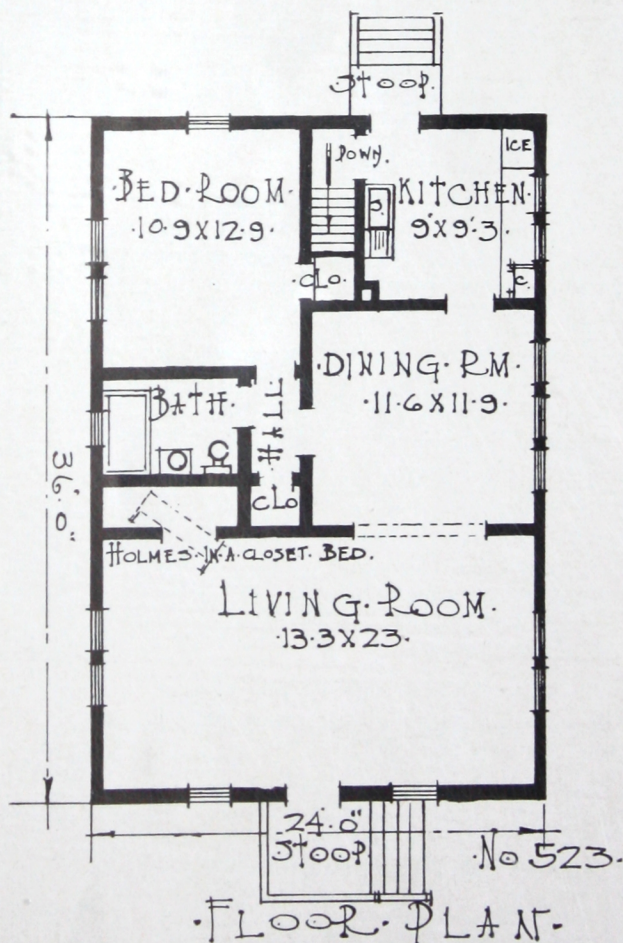 STOOP.
DOWN.
ICE
·BED·ROOM·
·10·9X12·9·
KITCHEN
9'X9'·3
S.
·CLO·
C.
·DINING·RM·
·11·6X11·9·
BATH·
HALL
CLO
36'·0"
HOLMES·IN·A·CLOSET·BED.
LIVING·ROOM·
·13·3X23·
24'·0"
STOOP.
·No 523·
·FLOOR·PLAN·